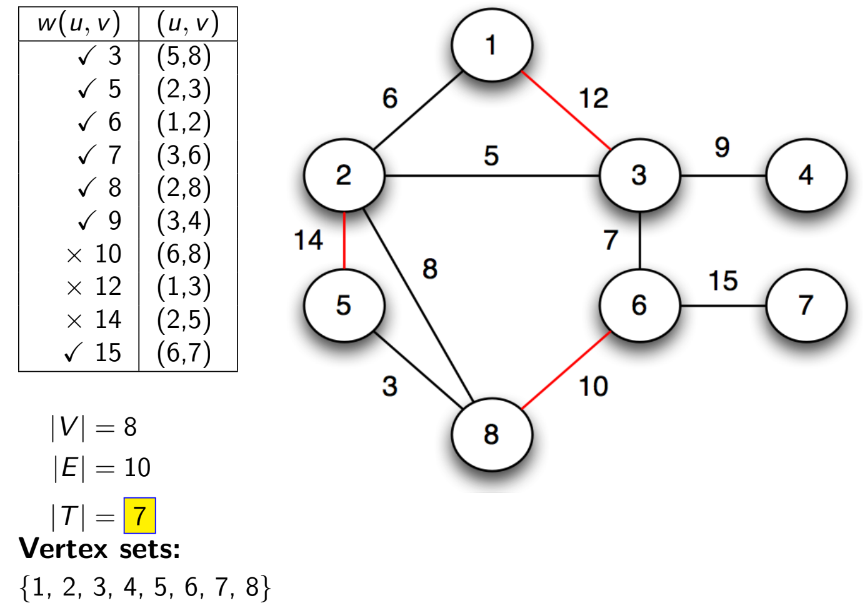 w(u, v) (u, v)
✓ 3 (5,8)
✓ 5 (2,3)
✓ 6 (1,2)
✓ 7 (3,6)
✓ 8 (2,8)
✓ 9 (3,4)
× 10 (6,8)
× 12 (1,3)
× 14 (2,5)
✓ 15 (6,7)
|V| = 8
|E| = 10
|T| = 7
Vertex sets:
{1, 2, 3, 4, 5, 6, 7, 8}
1
6
12
2
5
3
9
4
14
8
7
5
6
15
7
3
10
8